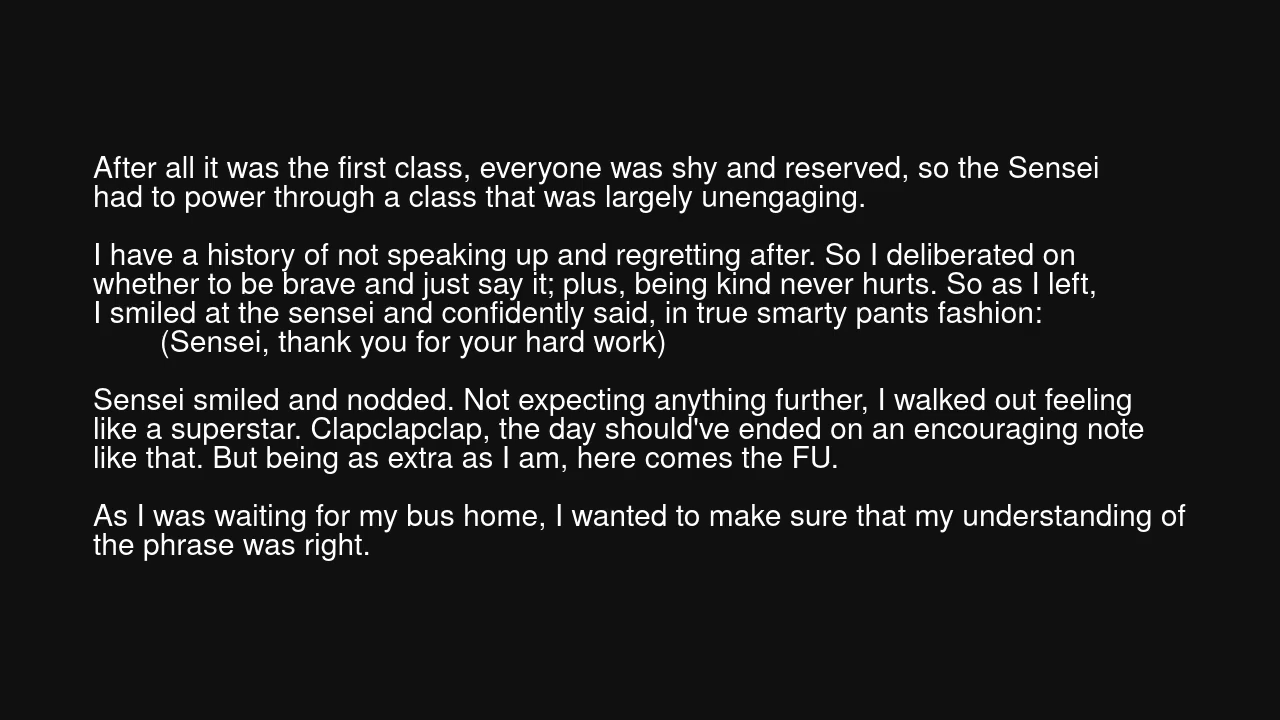 After all it was the first class, everyone was shy and reserved, so the Sensei
had to power through a class that was largely unengaging.
I have a history of not speaking up and regretting after. So I deliberated on
whether to be brave and just say it; plus, being kind never hurts. So as I left,
I smiled at the sensei and confidently said, in true smarty pants fashion:
(Sensei, thank you for your hard work)
Sensei smiled and nodded. Not expecting anything further, I walked out feeling
like a superstar. Clapclapclap, the day should've ended on an encouraging note
like that. But being as extra as I am, here comes the FU.
As I was waiting for my bus home, I wanted to make sure that my understanding of
the phrase was right.